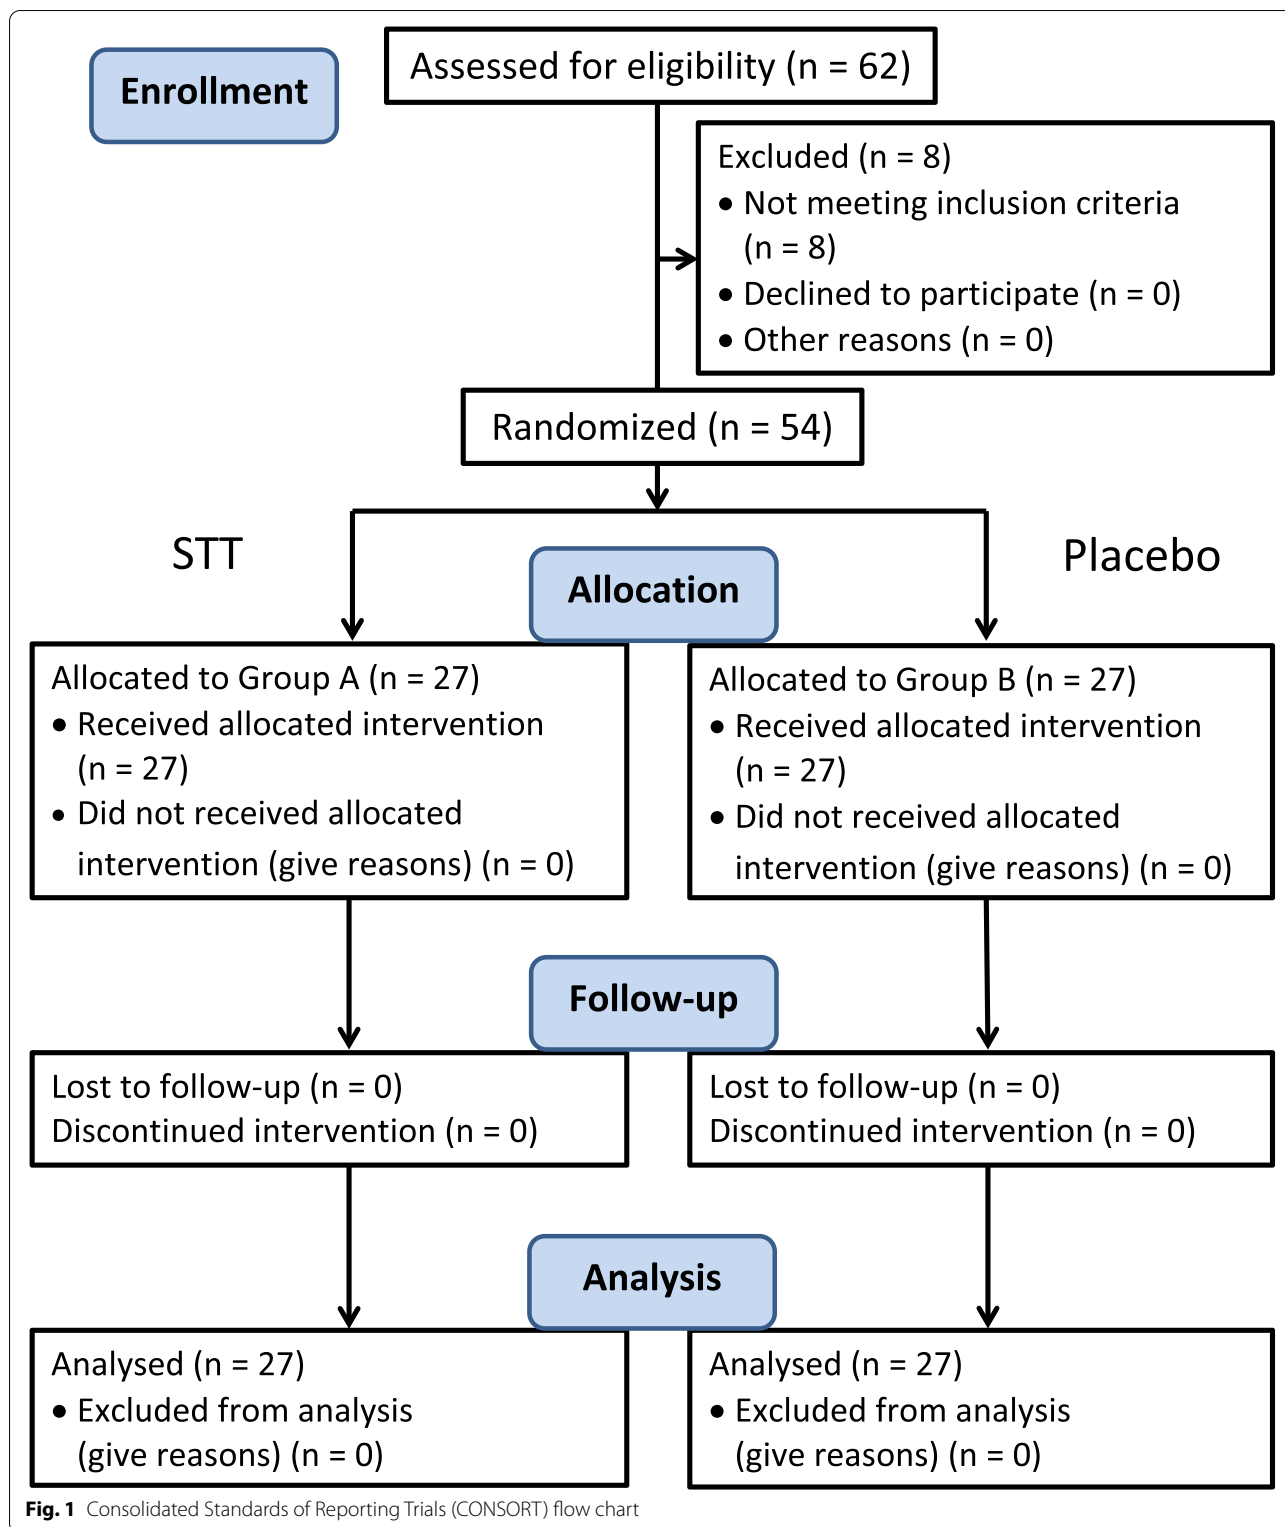 Enrollment
Assessed for eligibility (n = 62)
Excluded (n = 8)
• Not meeting inclusion criteria
(n = 8)
• Declined to participate (n = 0)
• Other reasons (n = 0)
Randomized (n = 54)
STT
Placebo
Allocation
Allocated to Group A (n = 27)
• Received allocated intervention
(n = 27)
• Did not received allocated
intervention (give reasons) (n = 0)
Allocated to Group B (n = 27)
• Received allocated intervention
(n = 27)
• Did not received allocated
intervention (give reasons) (n = 0)
Follow-up
Lost to follow-up (n = 0)
Discontinued intervention (n = 0)
Lost to follow-up (n = 0)
Discontinued intervention (n = 0)
Analysis
Analysed (n = 27)
• Excluded from analysis
(give reasons) (n = 0)
Analysed (n = 27)
• Excluded from analysis
(give reasons) (n = 0)
Fig. 1 Consolidated Standards of Reporting Trials (CONSORT) flow chart